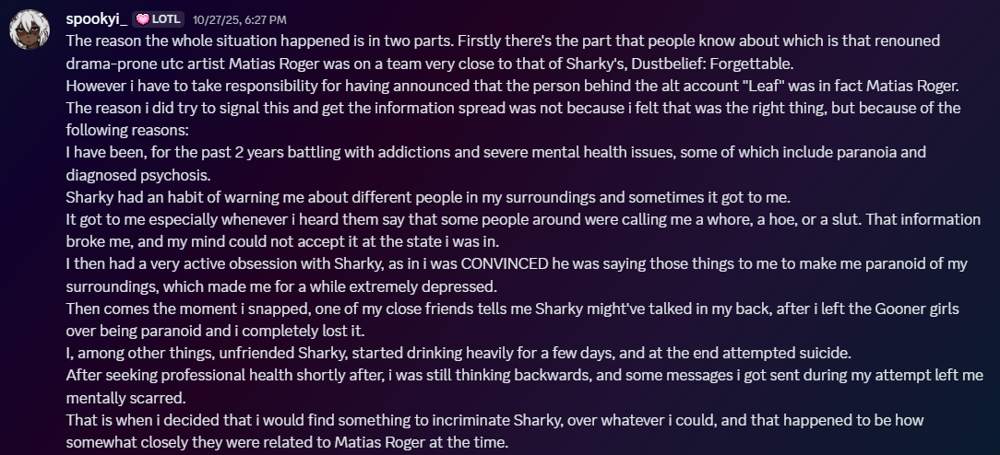 spookyi_ LOTL 10/27/25, 6:27 PM
The reason the whole situation happened is in two parts. Firstly there's the part that people know about which is that renouned
drama-prone utc artist Matias Roger was on a team very close to that of Sharky's, Dustbelief: Forgettable.
However i have to take responsibility for having announced that the person behind the alt account "Leaf" was in fact Matias Roger.
The reason i did try to signal this and get the information spread was not because i felt that was the right thing, but because of the
following reasons:
I have been, for the past 2 years battling with addictions and severe mental health issues, some of which include paranoia and
diagnosed psychosis.
Sharky had an habit of warning me about different people in my surroundings and sometimes it got to me.
It got to me especially whenever i heard them say that some people around were calling me a whore, a hoe, or a slut. That information
broke me, and my mind could not accept it at the state i was in.
I then had a very active obsession with Sharky, as in i was CONVINCED he was saying those things to me to make me paranoid of my
surroundings, which made me for a while extremely depressed.
Then comes the moment i snapped, one of my close friends tells me Sharky might've talked in my back, after i left the Gooner girls
over being paranoid and i completely lost it.
I, among other things, unfriended Sharky, started drinking heavily for a few days, and at the end attempted suicide.
After seeking professional health shortly after, i was still thinking backwards, and some messages i got sent during my attempt left me
mentally scarred.
That is when i decided that i would find something to incriminate Sharky, over whatever i could, and that happened to be how
somewhat closely they were related to Matias Roger at the time.